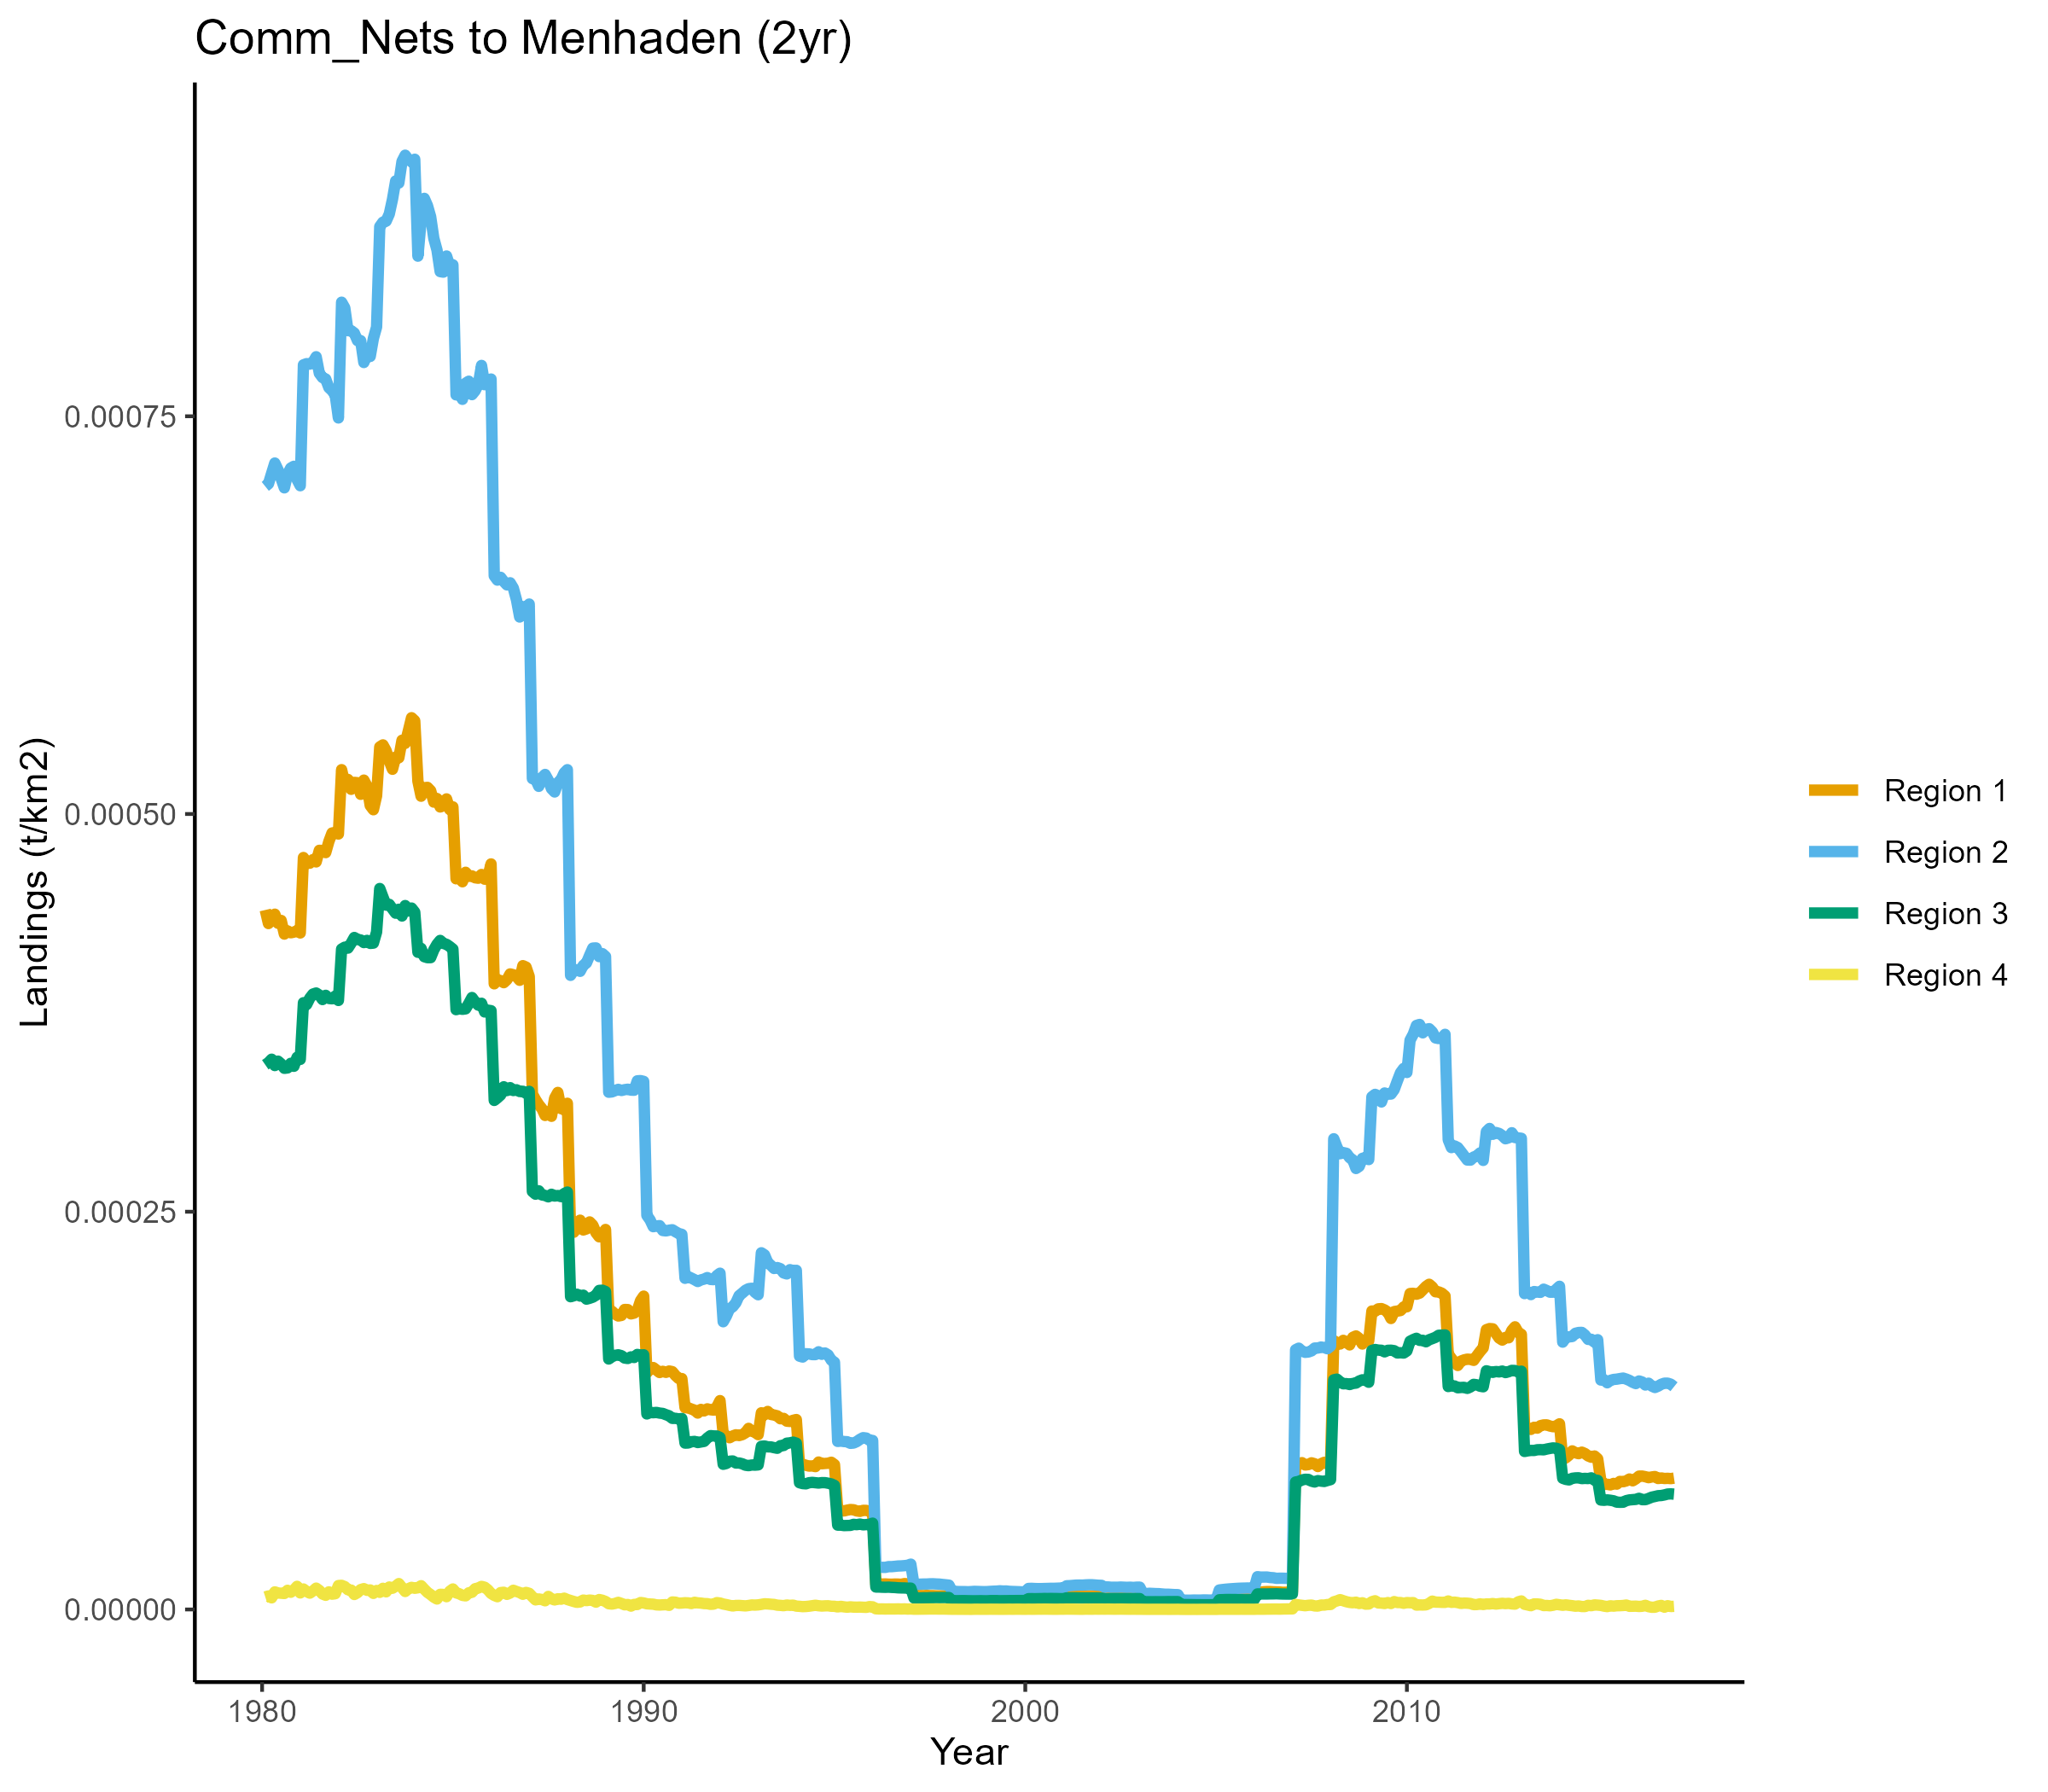 Comm_Nets to Menhaden (2yr)
Landings (t/km2)
0.00075
0.00050
0.00025
0.00000
1980
1990
2000
2010
Year
Region 1
Region 2
Region 3
Region 4